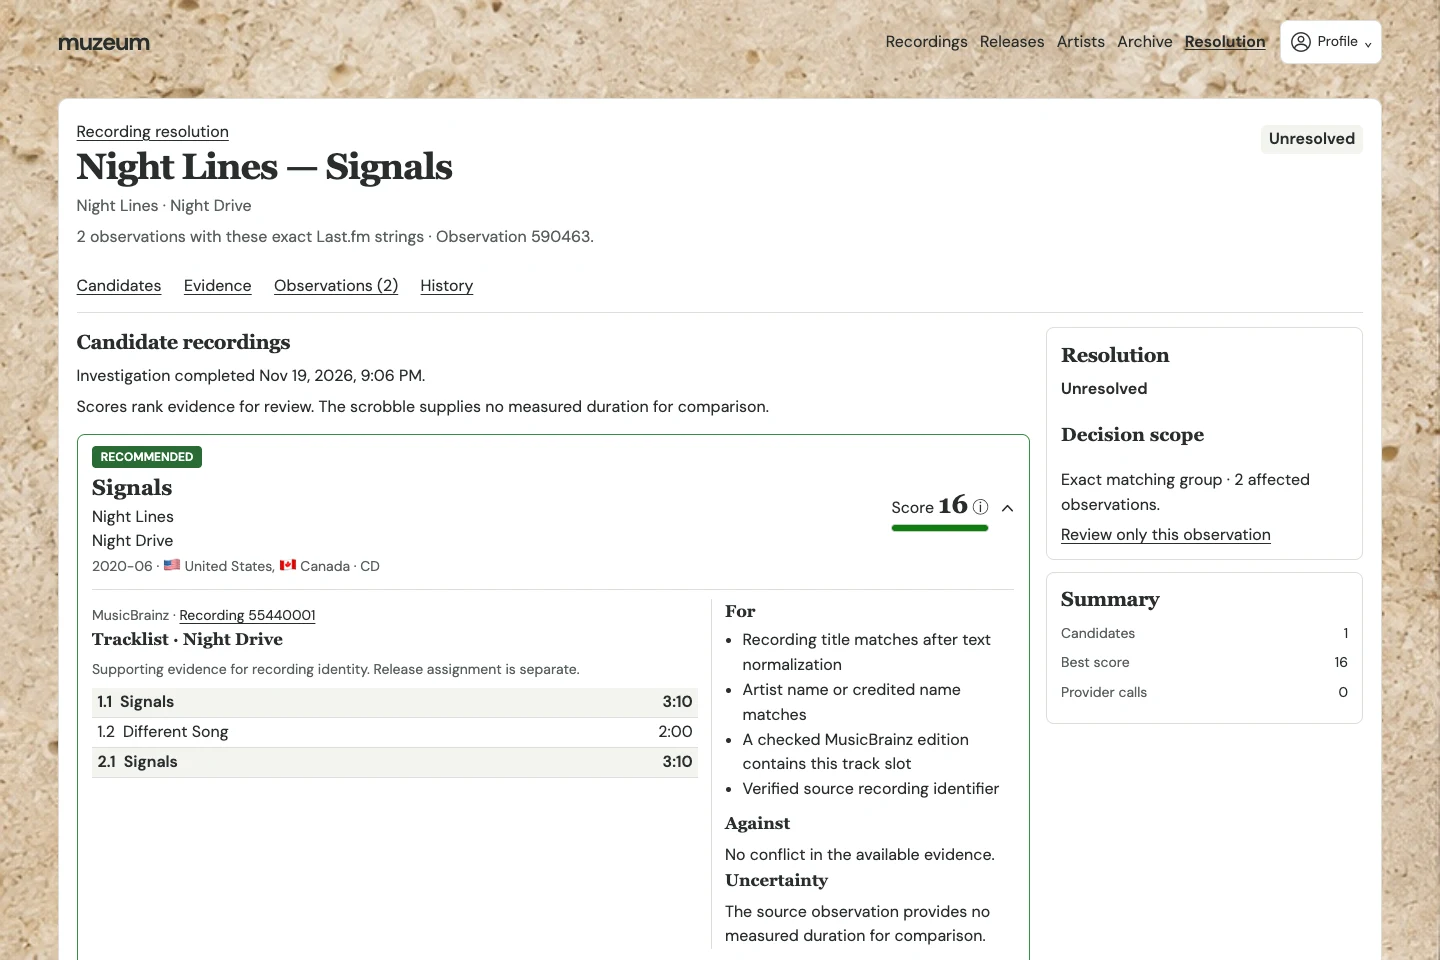 muzeum
Recordings Releases Artists Archive Resolution Profile
Recording resolution
Unresolved
Night Lines — Signals
Night Lines · Night Drive
2 observations with these exact Last.fm strings · Observation 590463.
Candidates Evidence Observations (2) History
Candidate recordings
Investigation completed Nov 19, 2026, 9:06 PM.
Scores rank evidence for review. The scrobble supplies no measured duration for comparison.
RECOMMENDED
Signals
Night Lines
Night Drive
2020-06 · 🇺🇸 United States, 🇨🇦 Canada · CD
Score 16 ⓘ
MusicBrainz · Recording 55440001
Tracklist · Night Drive
Supporting evidence for recording identity. Release assignment is separate.
1.1 Signals 3:10
1.2 Different Song 2:00
2.1 Signals 3:10
For
• Recording title matches after text
normalization
• Artist name or credited name
matches
• A checked MusicBrainz edition
contains this track slot
• Verified source recording identifier
Against
No conflict in the available evidence.
Uncertainty
The source observation provides no
measured duration for comparison.
Resolution
Unresolved
Decision scope
Exact matching group · 2 affected
observations.
Review only this observation
Summary
Candidates 1
Best score 16
Provider calls 0